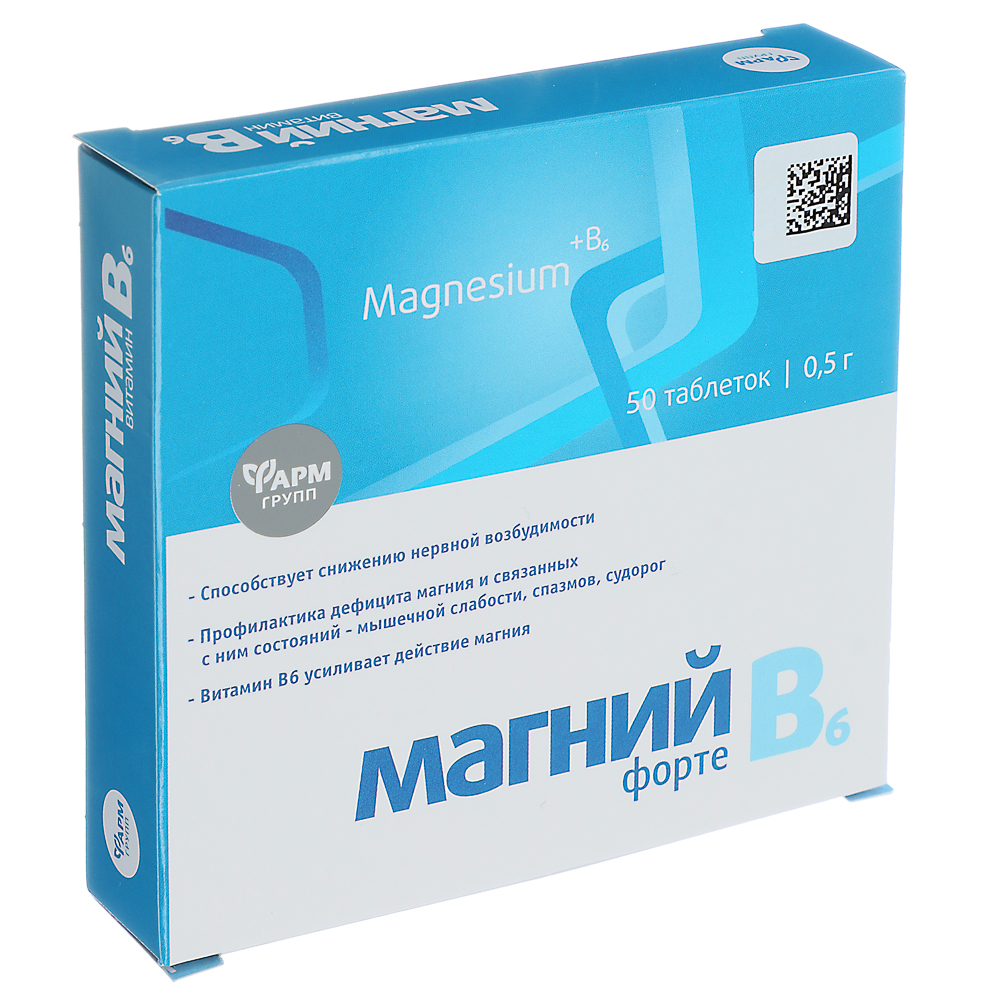 магний B6
витамин
ФАРМ
ГРУПП
магний B6
витамин
ФАРМ
ГРУПП
Magnesium +B6
50 таблеток | 0,5 г
ФАРМ
ГРУПП
- Способствует снижению нервной возбудимости
- Профилактика дефицита магния и связанных
с ним состояний - мышечной слабости, спазмов, судорог
- Витамин В6 усиливает действие магния
магний B6
форте